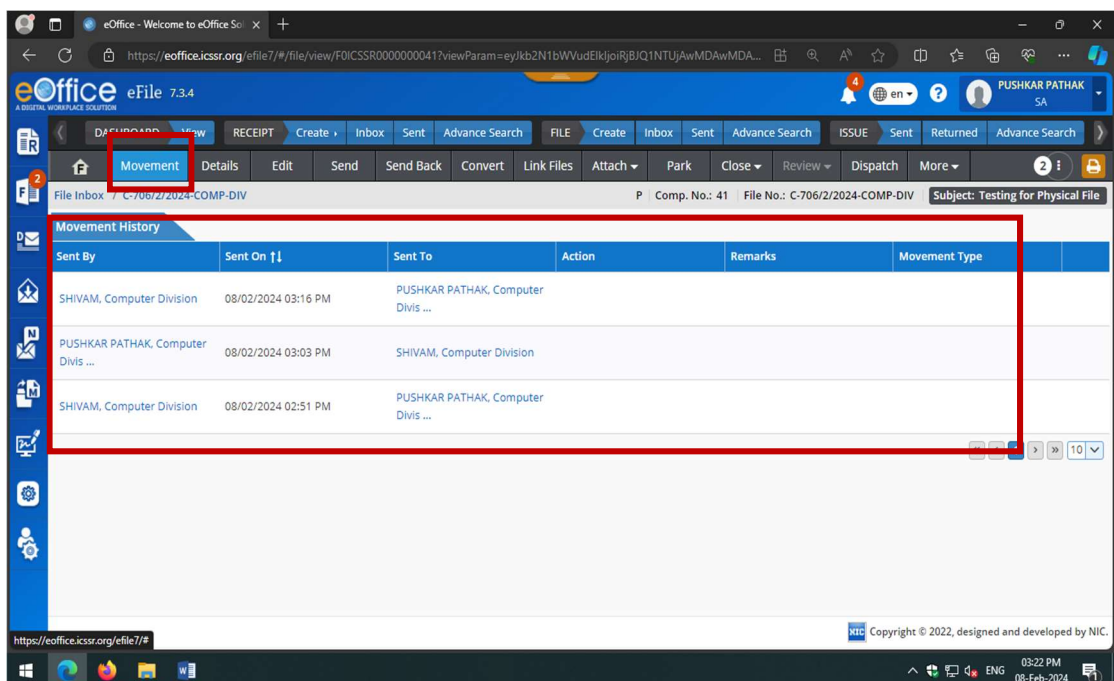 eOffice - Welcome to eOffice Sol
https://eoffice.icssr.org/efile7/#/file/view/F0ICSSR0000000041?viewParam=
eOffice eFile 7.3.4
A DIGITAL WORKPLACE SOLUTION
4
en
?
PUSHKAR PATHAK
SA
DASHBOARD View RECEIPT Create Inbox Sent Advance Search FILE Create Inbox Sent Advance Search ISSUE Sent Returned Advance Search
Movement Details Edit Send Send Back Convert Link Files Attach Park Close Review Dispatch More 2
2
File Inbox / C-706/2/2024-COMP-DIV P Comp. No.: 41 File No.: C-706/2/2024-COMP-DIV Subject: Testing for Physical File
Movement History
Sent By Sent On Sent To Action Remarks Movement Type
SHIVAM, Computer Division 08/02/2024 03:16 PM PUSHKAR PATHAK, Computer
Divis ...
PUSHKAR PATHAK, Computer
Divis ... 08/02/2024 03:03 PM SHIVAM, Computer Division
SHIVAM, Computer Division 08/02/2024 02:51 PM PUSHKAR PATHAK, Computer
Divis ...
10
https://eoffice.icssr.org/efile7/#
NIC Copyright © 2022, designed and developed by NIC.
ENG 03:22 PM
08-Feb-2024